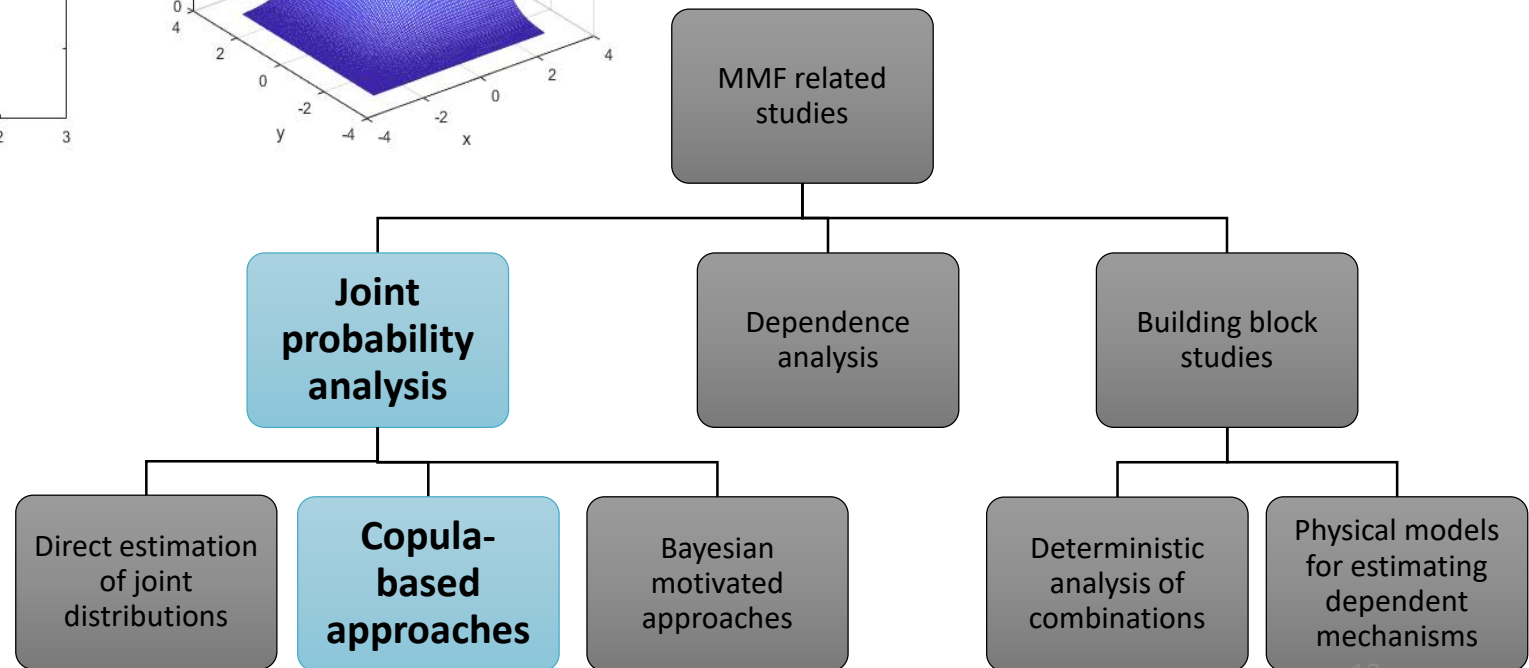 0
4
2
0
-2
-4
y
-4
-2
0
2
4
x
3
MMF related
studies
Joint
probability
analysis
Dependence
analysis
Building block
studies
Direct estimation
of joint
distributions
Copula-
based
approaches
Bayesian
motivated
approaches
Deterministic
analysis of
combinations
Physical models
for estimating
dependent
mechanisms